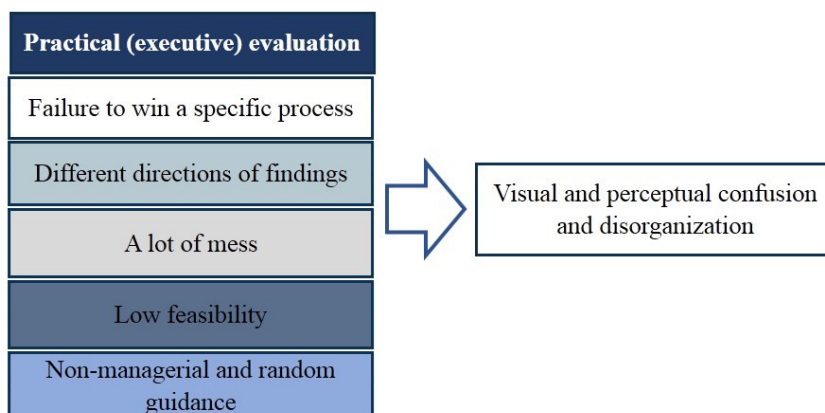 Practical (executive) evaluation
Failure to win a specific process
Different directions of findings
A lot of mess
Low feasibility
Non-managerial and random
guidance
Visual and perceptual confusion
and disorganization